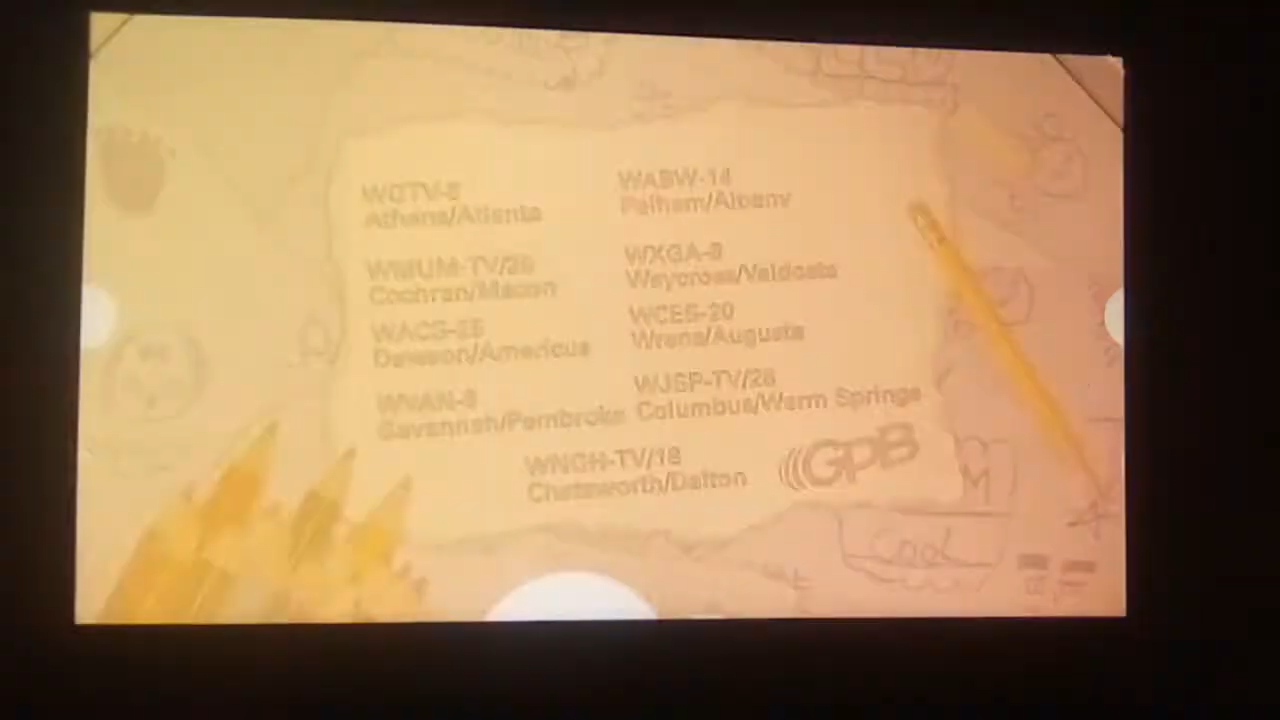 WGTV-8
Athens/Atlanta
WABW-14
Pelham/Albany
WMUM-TV/29
Cochran/Macon
WXGA-8
Waycross/Valdosta
WACS-25
Dawson/Americus
WCES-20
Wrens/Augusta
WVAN-9
Savannah/Pembroke
WJSP-TV/28
Columbus/Warm Springs
WNGH-TV/18
Chatsworth/Dalton
GPB
M
Cool